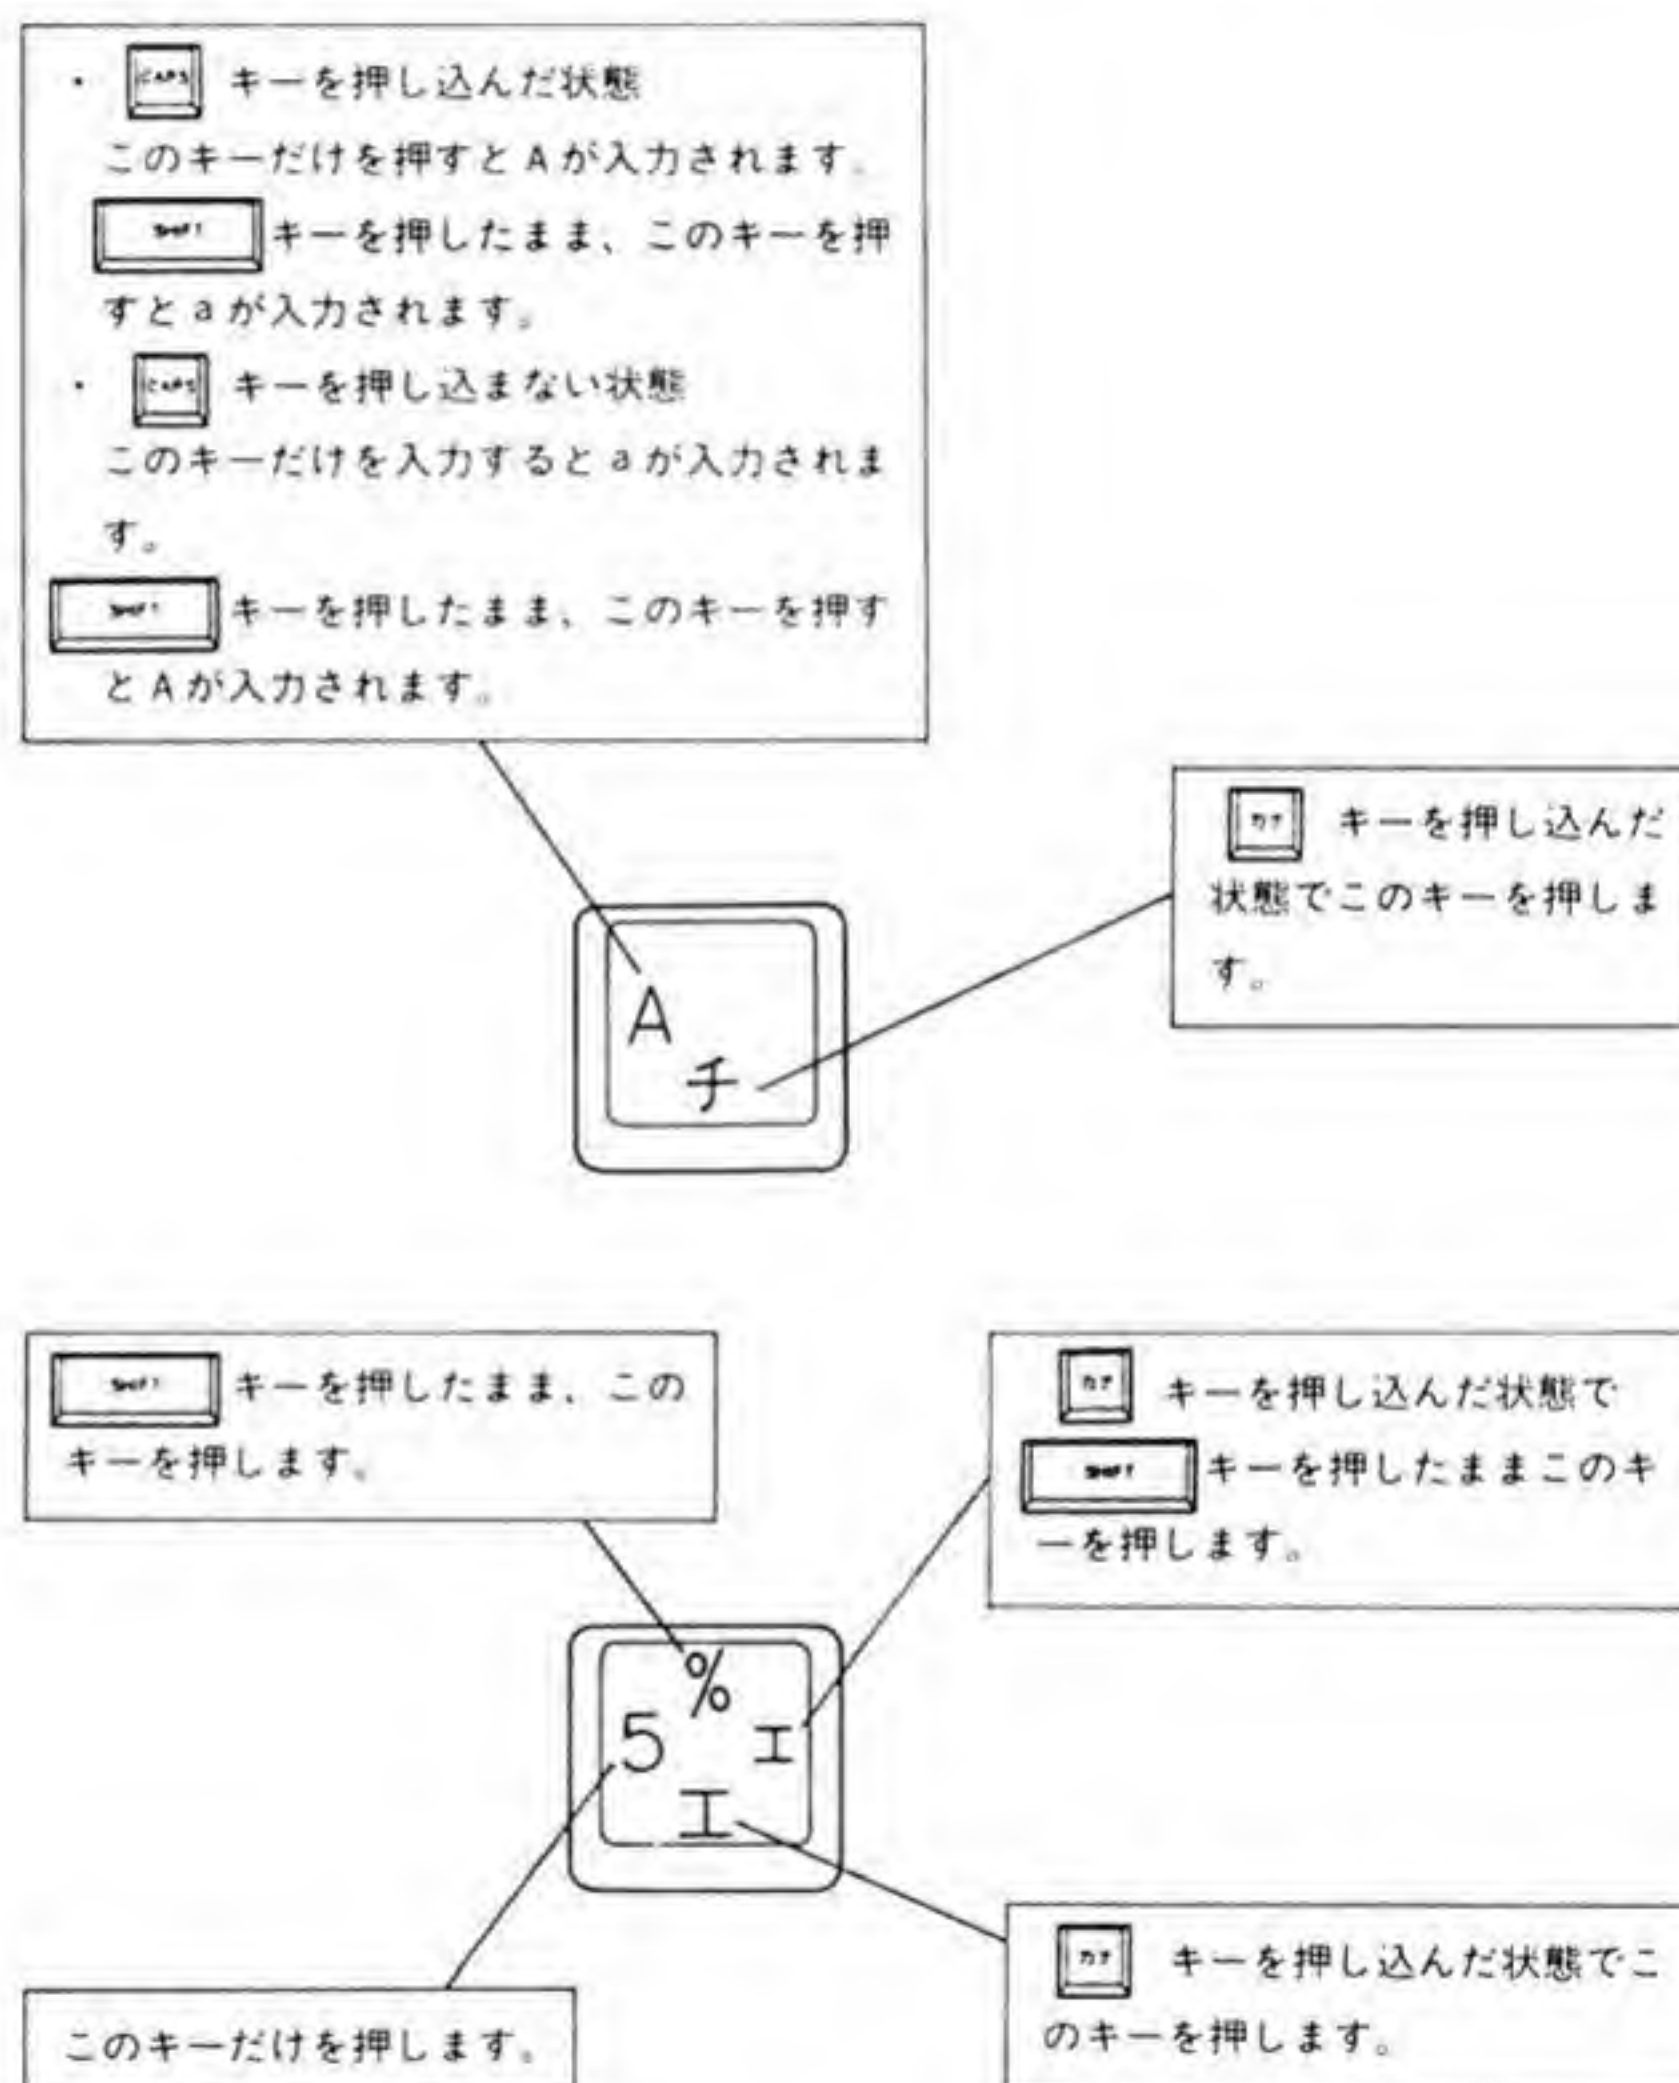 ・ CAPS キーを押し込んだ状態
このキーだけを押すとAが入力されます。
SHIFT キーを押したまま、このキーを押
すとaが入力されます。
・ CAPS キーを押し込まない状態
このキーだけを入力するとaが入力されま
す。
SHIFT キーを押したまま、このキーを押す
とAが入力されます。
カナ キーを押し込んだ
状態でこのキーを押しま
す。
A
チ
SHIFT キーを押したまま、この
キーを押します。
カナ キーを押し込んだ状態で
SHIFT キーを押したままこのキ
ーを押します。
%
5 ェ
エ
このキーだけを押します。
カナ キーを押し込んだ状態でこ
のキーを押します。